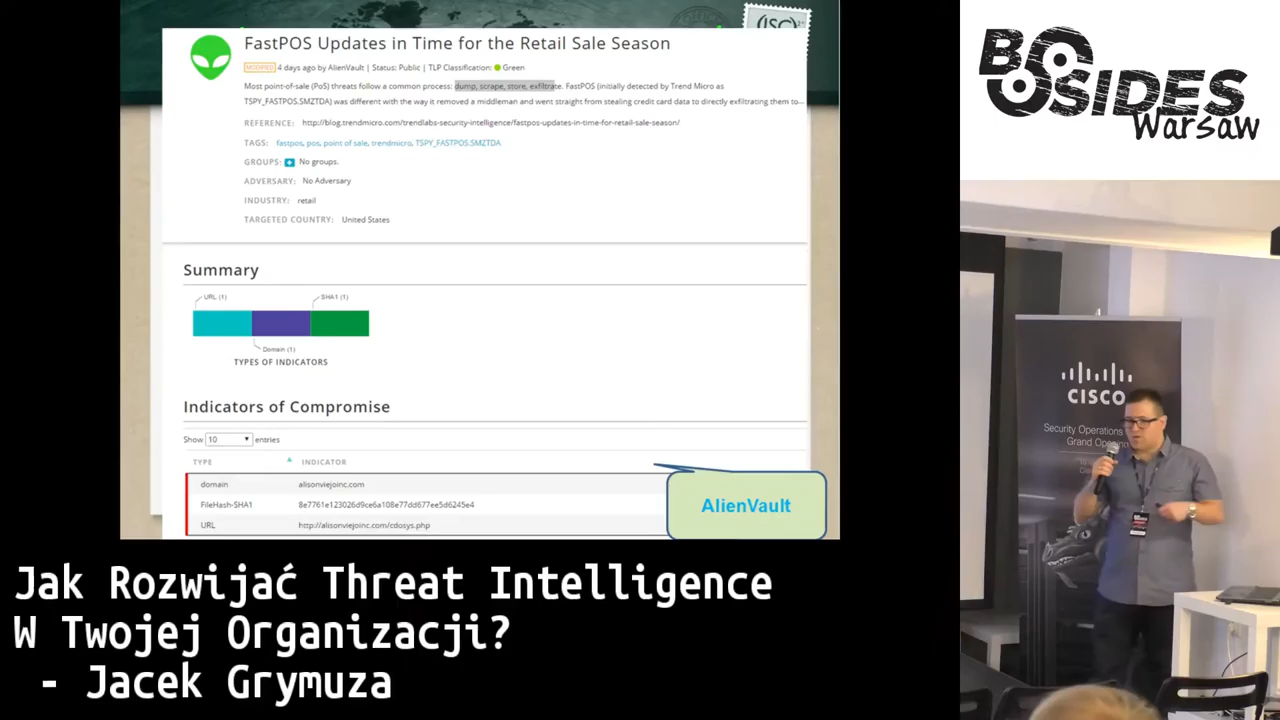 (ISC)²
FastPOS Updates in Time for the Retail Sale Season
MODIFIED 4 days ago by AlienVault | Status: Public | TLP Classification: Green
Most point-of-sale (PoS) threats follow a common process: dump, scrape, store, exfiltrate. FastPOS (initially detected by Trend Micro as
TSPY_FASTPOS.SMZTDA) was different with the way it removed a middleman and went straight from stealing credit card data to directly exfiltrating them to...
REFERENCE: http://blog.trendmicro.com/trendlabs-security-intelligence/fastpos-updates-in-time-for-retail-sale-season/
TAGS: fastpos, pos, point of sale, trendmicro, TSPY_FASTPOS.SMZTDA
GROUPS: No groups.
ADVERSARY: No Adversary
INDUSTRY: retail
TARGETED COUNTRY: United States
Summary
URL (1)
SHA1 (1)
Domain (1)
TYPES OF INDICATORS
Indicators of Compromise
Show 10 entries
TYPE INDICATOR
domain alisonviejoinc.com
FileHash-SHA1 8e7761e123026d9ce6a108e77dd677ee5d6245e4
URL http://alisonviejoinc.com/cdosys.php
AlienVault
BSIDES
Warsaw
CISCO
Security Operations
Grand Opening
Jak Rozwijać Threat Intelligence
W Twojej Organizacji?
- Jacek Grymuza